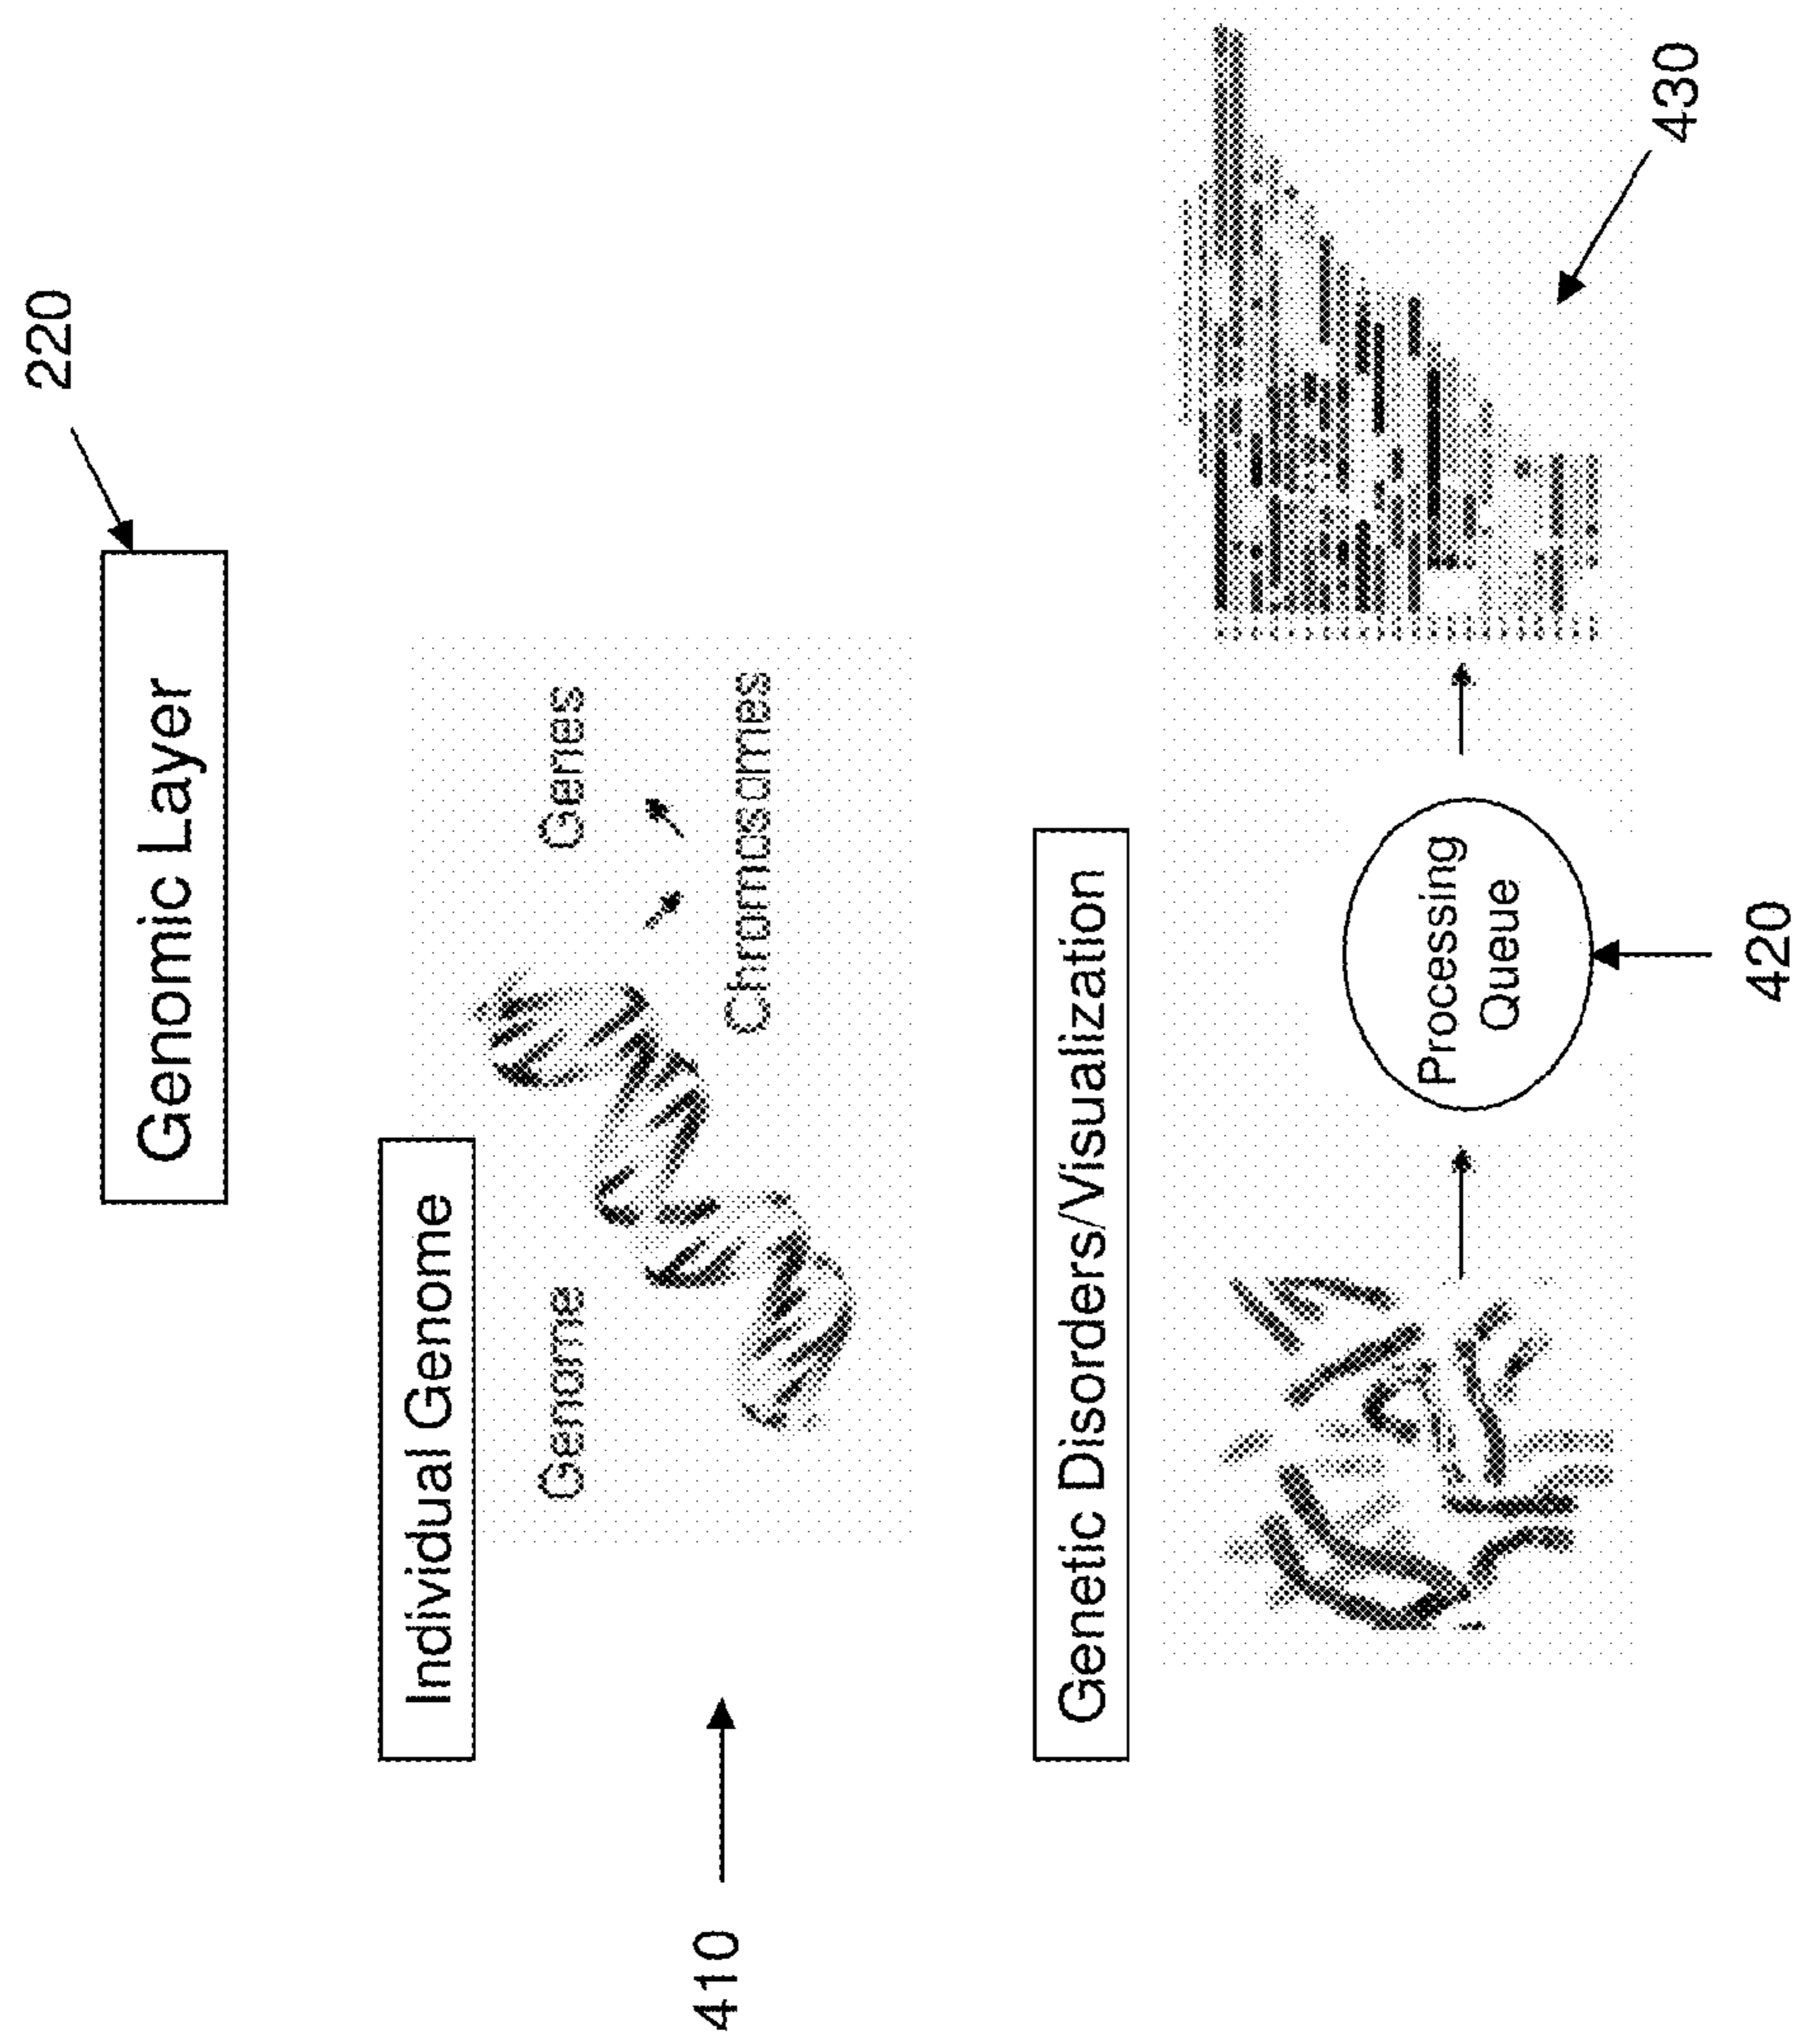 220
Genomic Layer
Individual Genome
Genome
Genes
Chromosomes
410
Genetic Disorders/Visualization
Processing
Queue
420
430